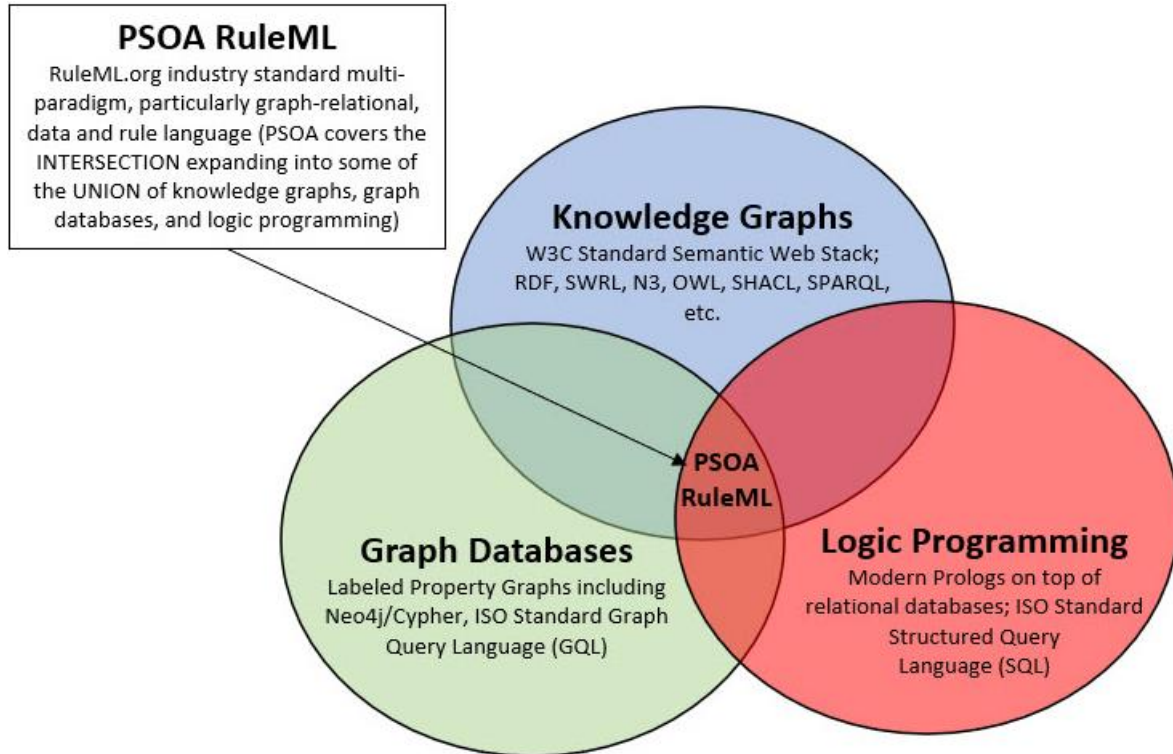 PSOA RuleML
RuleML.org industry standard multi-
paradigm, particularly graph-relational,
data and rule language (PSOA covers the
INTERSECTION expanding into some of
the UNION of knowledge graphs, graph
databases, and logic programming)
Knowledge Graphs
W3C Standard Semantic Web Stack;
RDF, SWRL, N3, OWL, SHACL, SPARQL,
etc.
PSOA
RuleML
Graph Databases
Labeled Property Graphs including
Neo4j/Cypher, ISO Standard Graph
Query Language (GQL)
Logic Programming
Modern Prologs on top of
relational databases; ISO Standard
Structured Query
Language (SQL)